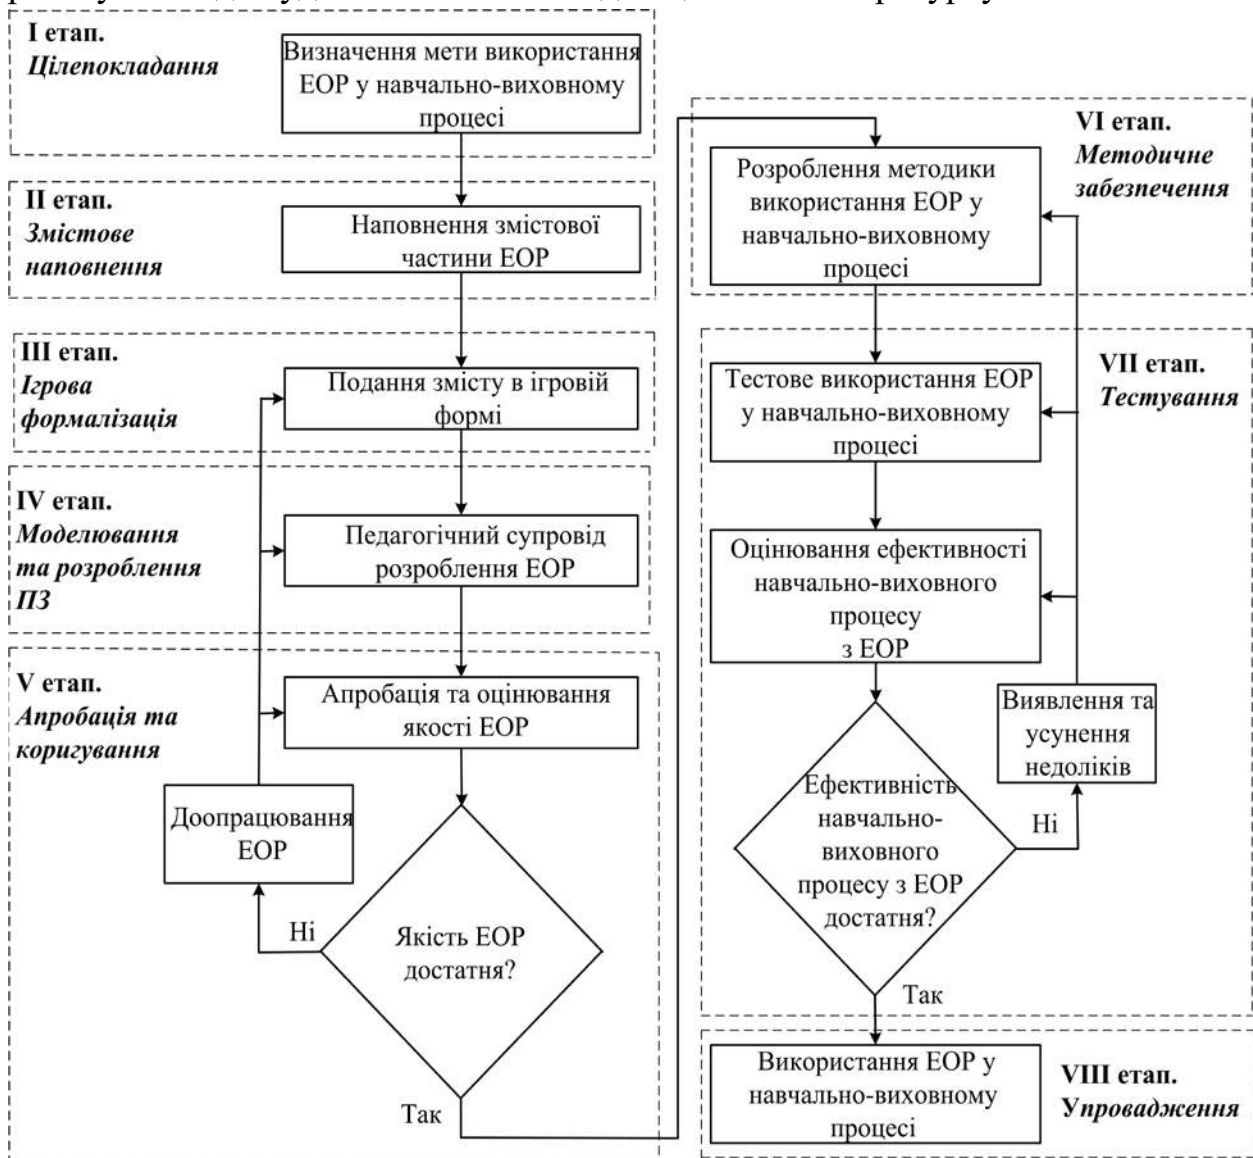 І етап.
Цілепокладання
Визначення мети використання
ЕОР у навчально-виховному
процесі
ІІ етап.
Змістове
наповнення
Наповнення змістової
частини ЕОР
ІІІ етап.
Ігрова
формалізація
Подання змісту в ігровій
формі
IV етап.
Моделювання
та розроблення
ПЗ
Педагогічний супровід
розроблення ЕОР
V етап.
Апробація та
коригування
Апробація та оцінювання
якості ЕОР
Доопрацювання
ЕОР
Ні
Якість ЕОР
достатня?
Так
VI етап.
Методичне
забезпечення
Розроблення методики
використання ЕОР у
навчально-виховному
процесі
VII етап.
Тестування
Тестове використання ЕОР
у навчально-виховному
процесі
Оцінювання ефективності
навчально-виховного
процесу
з ЕОР
Виявлення та
усунення
недоліків
Ефективність
навчально-
виховного
процесу з ЕОР
достатня?
Ні
Так
Використання ЕОР у
навчально-виховному
процесі
VIII етап.
Упровадження